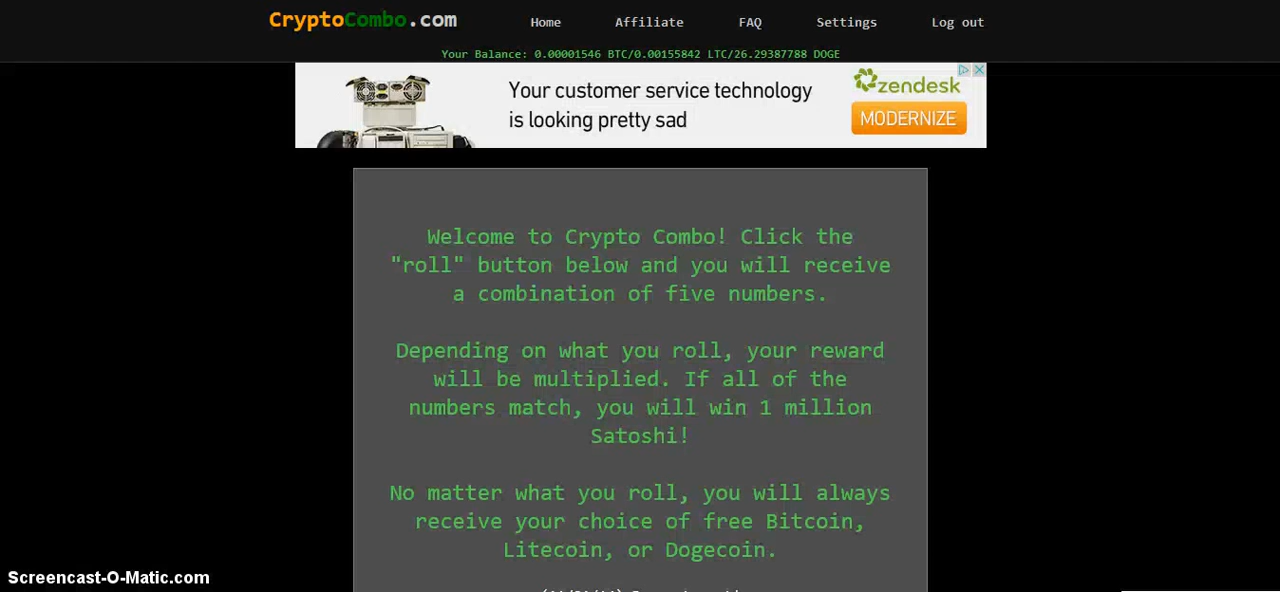 CryptoCombo.com Home Affiliate FAQ Settings Log out
Your Balance: 0.00001546 BTC/0.00155842 LTC/26.29387788 DOGE
Your customer service technology
is looking pretty sad
zendesk
MODERNIZE
Welcome to Crypto Combo! Click the
"roll" button below and you will receive
a combination of five numbers.
Depending on what you roll, your reward
will be multiplied. If all of the
numbers match, you will win 1 million
Satoshi!
No matter what you roll, you will always
receive your choice of free Bitcoin,
Litecoin, or Dogecoin.
Screencast-O-Matic.com